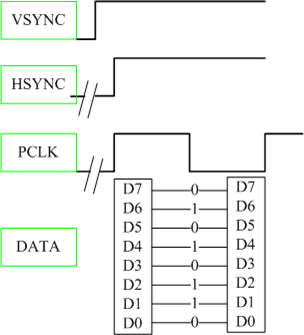 VSYNC
HSYNC
PCLK
DATA
D7 0 D7
D6 1 D6
D5 0 D5
D4 1 D4
D3 0 D3
D2 1 D2
D1 1 D1
D0 0 D0